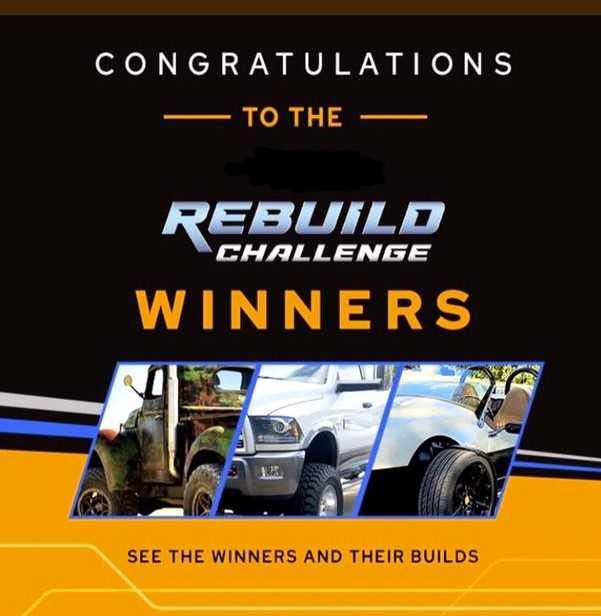 CONGRATULATIONS
TO THE
REBUILD
CHALLENGE
WINNERS
SEE THE WINNERS AND THEIR BUILDS